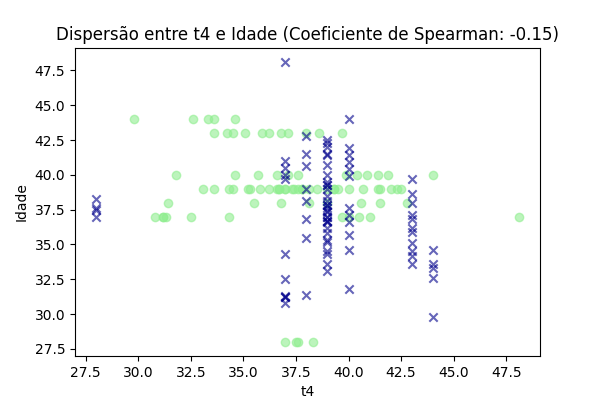 Dispersão entre t4 e Idade (Coeficiente de Spearman: -0.15)
47.5
45.0
42.5
40.0
37.5
35.0
32.5
30.0
27.5
Idade
27.5 30.0 32.5 35.0 37.5 40.0 42.5 45.0 47.5
t4